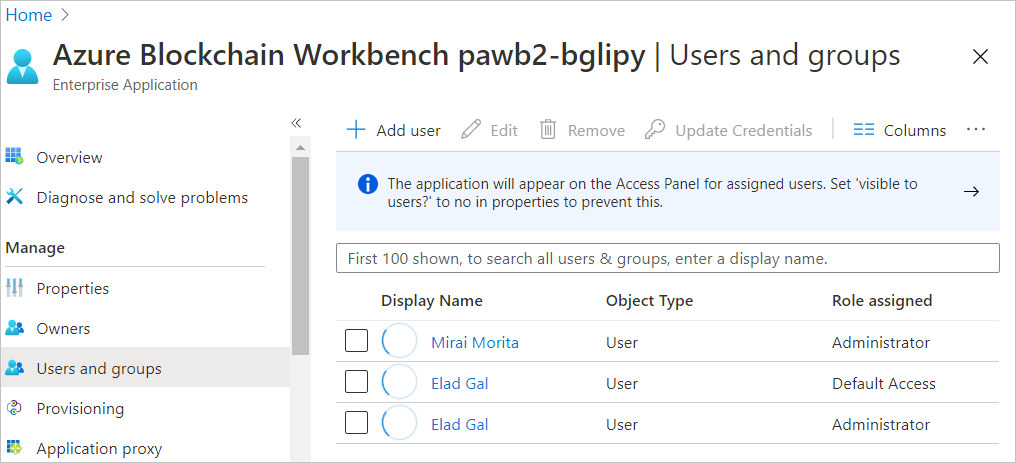 Home
Azure Blockchain Workbench pawb2-bglipy | Users and groups
Enterprise Application
Overview
Diagnose and solve problems
Manage
Properties
Owners
Users and groups
Provisioning
Application proxy
Add user Edit Remove Update Credentials Columns
The application will appear on the Access Panel for assigned users. Set 'visible to
users?' to no in properties to prevent this.
First 100 shown, to search all users & groups, enter a display name.
Display Name Object Type Role assigned
Mirai Morita User Administrator
Elad Gal User Default Access
Elad Gal User Administrator